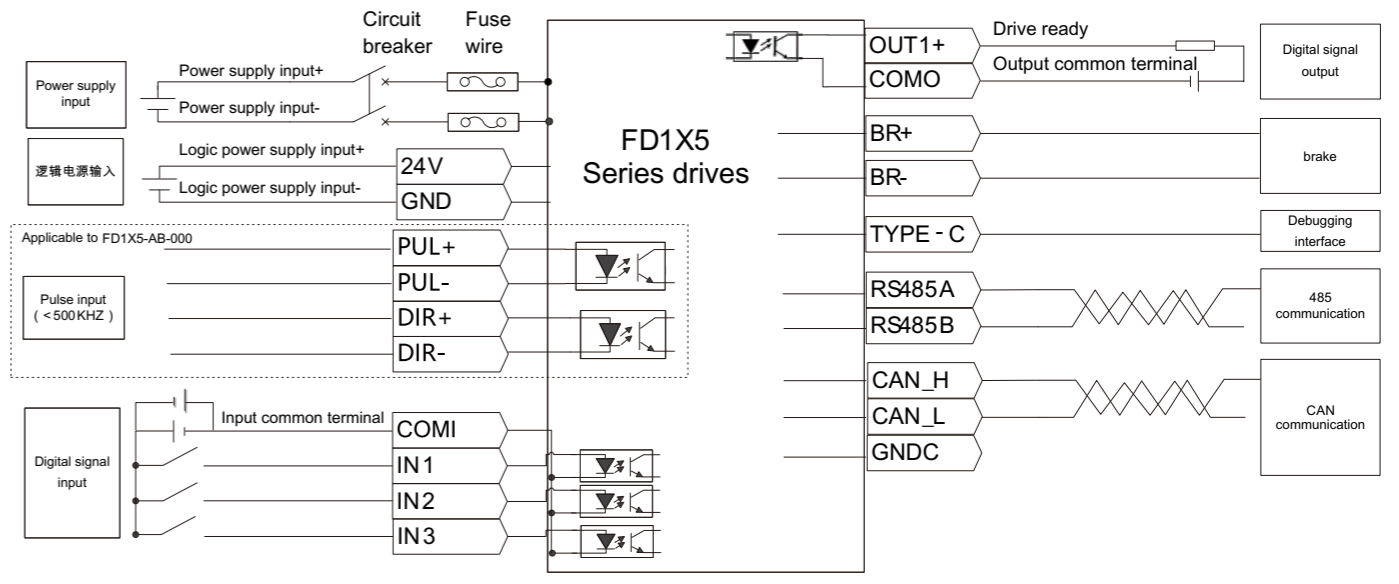 Circuit
breaker
Fuse
wire
Power supply
input
Power supply input+
Power supply input-
逻辑电源输入
Logic power supply input+
Logic power supply input-
24V
GND
Applicable to FD1X5-AB-000
Pulse input
( <500KHZ )
PUL+
PUL-
DIR+
DIR-
Digital signal
input
Input common terminal
COMI
IN1
IN2
IN3
FD1X5
Series drives
OUT1+
COMO
Drive ready
Output common terminal
Digital signal
output
BR+
BR-
brake
TYPE-C
Debugging
interface
RS485A
RS485B
485
communication
CAN_H
CAN_L
GNDC
CAN
communication